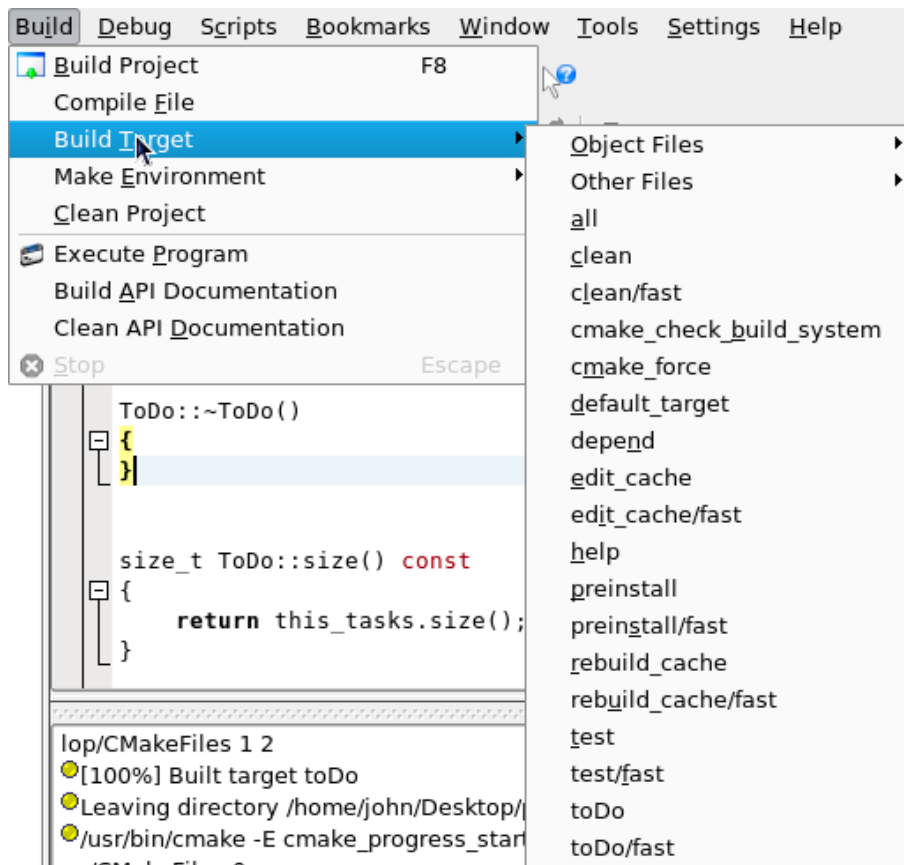 Build Debug Scripts Bookmarks Window Tools Settings Help
Build Project F8
Compile File
Build Target
Make Environment
Clean Project
Execute Program
Build API Documentation
Clean API Documentation
Stop Escape
Object Files
Other Files
all
clean
clean/fast
cmake_check_build_system
cmake_force
default_target
depend
edit_cache
edit_cache/fast
help
preinstall
preinstall/fast
rebuild_cache
rebuild_cache/fast
test
test/fast
toDo
toDo/fast
ToDo::~ToDo()
{
}
size_t ToDo::size() const
{
return this_tasks.size();
}
lop/CMakeFiles 1 2
[100%] Built target toDo
Leaving directory /home/john/Desktop/
/usr/bin/cmake -E cmake_progress_start